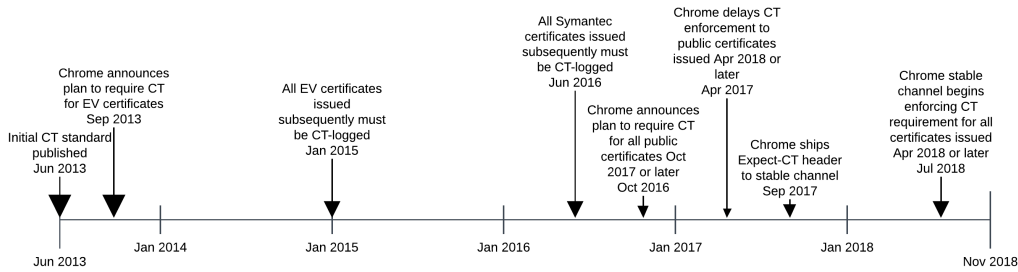 Initial CT standard
published
Jun 2013
Chrome announces
plan to require CT
for EV certificates
Sep 2013
All EV certificates
issued
subsequently must
be CT-logged
Jan 2015
All Symantec
certificates issued
subsequently must
be CT-logged
Jun 2016
Chrome announces
plan to require CT
for all public
certificates Oct
2017 or later
Oct 2016
Chrome delays CT
enforcement to
public certificates
issued Apr 2018 or
later
Apr 2017
Chrome ships
Expect-CT header
to stable channel
Sep 2017
Chrome stable
channel begins
enforcing CT
requirement for all
certificates issued
Apr 2018 or later
Jul 2018
Jun 2013
Jan 2014
Jan 2015
Jan 2016
Jan 2017
Jan 2018
Nov 2018